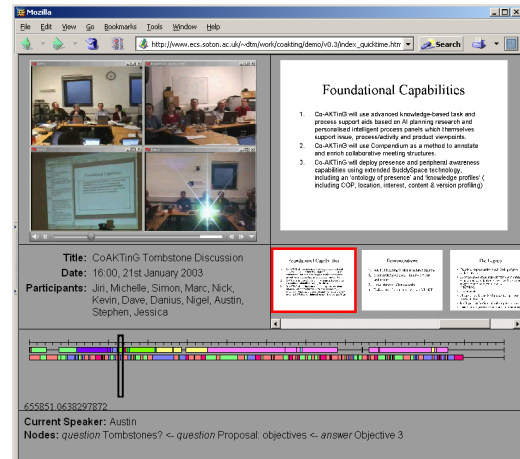 Mozilla
File Edit View Go Bookmarks Tools Window Help
http://www.ecs.soton.ac.uk/~dtm/work/coakting/demo/v0.3/index_quicktime.htm
Search
Foundational Capabilities
1. Co-AKTinG will use advanced knowledge-based task and
process support aids based on AI planning research and
personalised intelligent process panels which themselves
support issue, process/activity and product viewpoints.
2. Co-AKTinG will use Compendium as a method to annotate
and enrich collaborative meeting structures.
3. Co-AKTinG will deploy presence and peripheral awareness
capabilities using extended BuddySpace technology,
including an 'ontology of presence' and 'knowledge profiles' (
including COP, location, interest, content & version profiling)
Title: CoAKTinG Tombstone Discussion
Date: 16:00, 21st January 2003
Participants: Jiri, Michelle, Simon, Marc, Nick,
Kevin, Dave, Danius, Nigel, Austin,
Stephen, Jessica
Foundational Capabilities
655851.0638297872
Current Speaker: Austin
Nodes: question Tombstones? <- question Proposal: objectives <- answer Objective 3